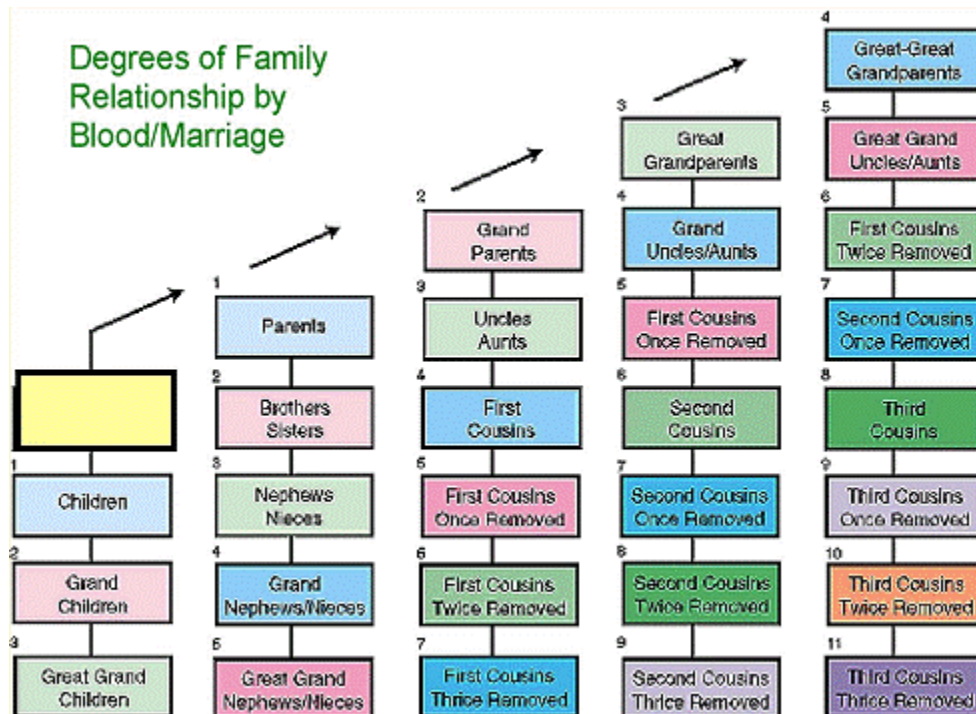 Degrees of Family
Relationship by
Blood/Marriage
1
Children
2
Grand
Children
3
Great Grand
Children
1
Parents
2
Brothers
Sisters
3
Nephews
Nieces
4
Grand
Nephews/Nieces
5
Great Grand
Nephews/Nieces
2
Grand
Parents
3
Uncles
Aunts
4
First
Cousins
5
First Cousins
Once Removed
6
First Cousins
Twice Removed
7
First Cousins
Thrice Removed
3
Great
Grandparents
4
Grand
Uncles/Aunts
5
First Cousins
Once Removed
6
Second
Cousins
7
Second Cousins
Once Removed
8
Second Cousins
Twice Removed
9
Second Cousins
Thrice Removed
4
Great-Great
Grandparents
5
Great Grand
Uncles/Aunts
6
First Cousins
Twice Removed
7
Second Cousins
Once Removed
8
Third
Cousins
9
Third Cousins
Once Removed
10
Third Cousins
Twice Removed
11
Third Cousins
Thrice Removed